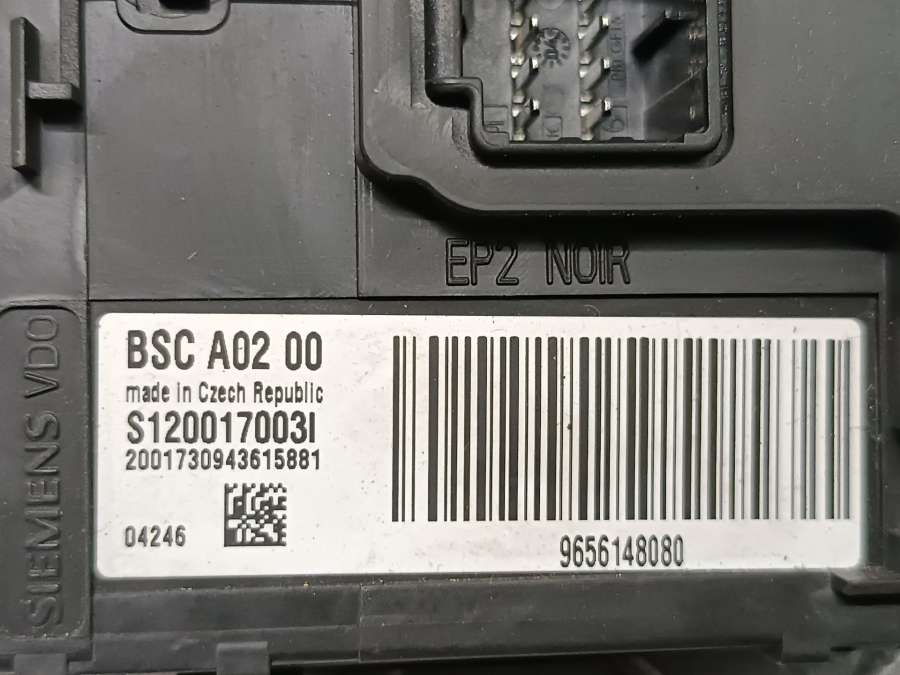 EP2 NOIR
SIEMENS VDO
BSC A02 00
made in Czech Republic
S120017003I
2001730943615881
04246
9656148080